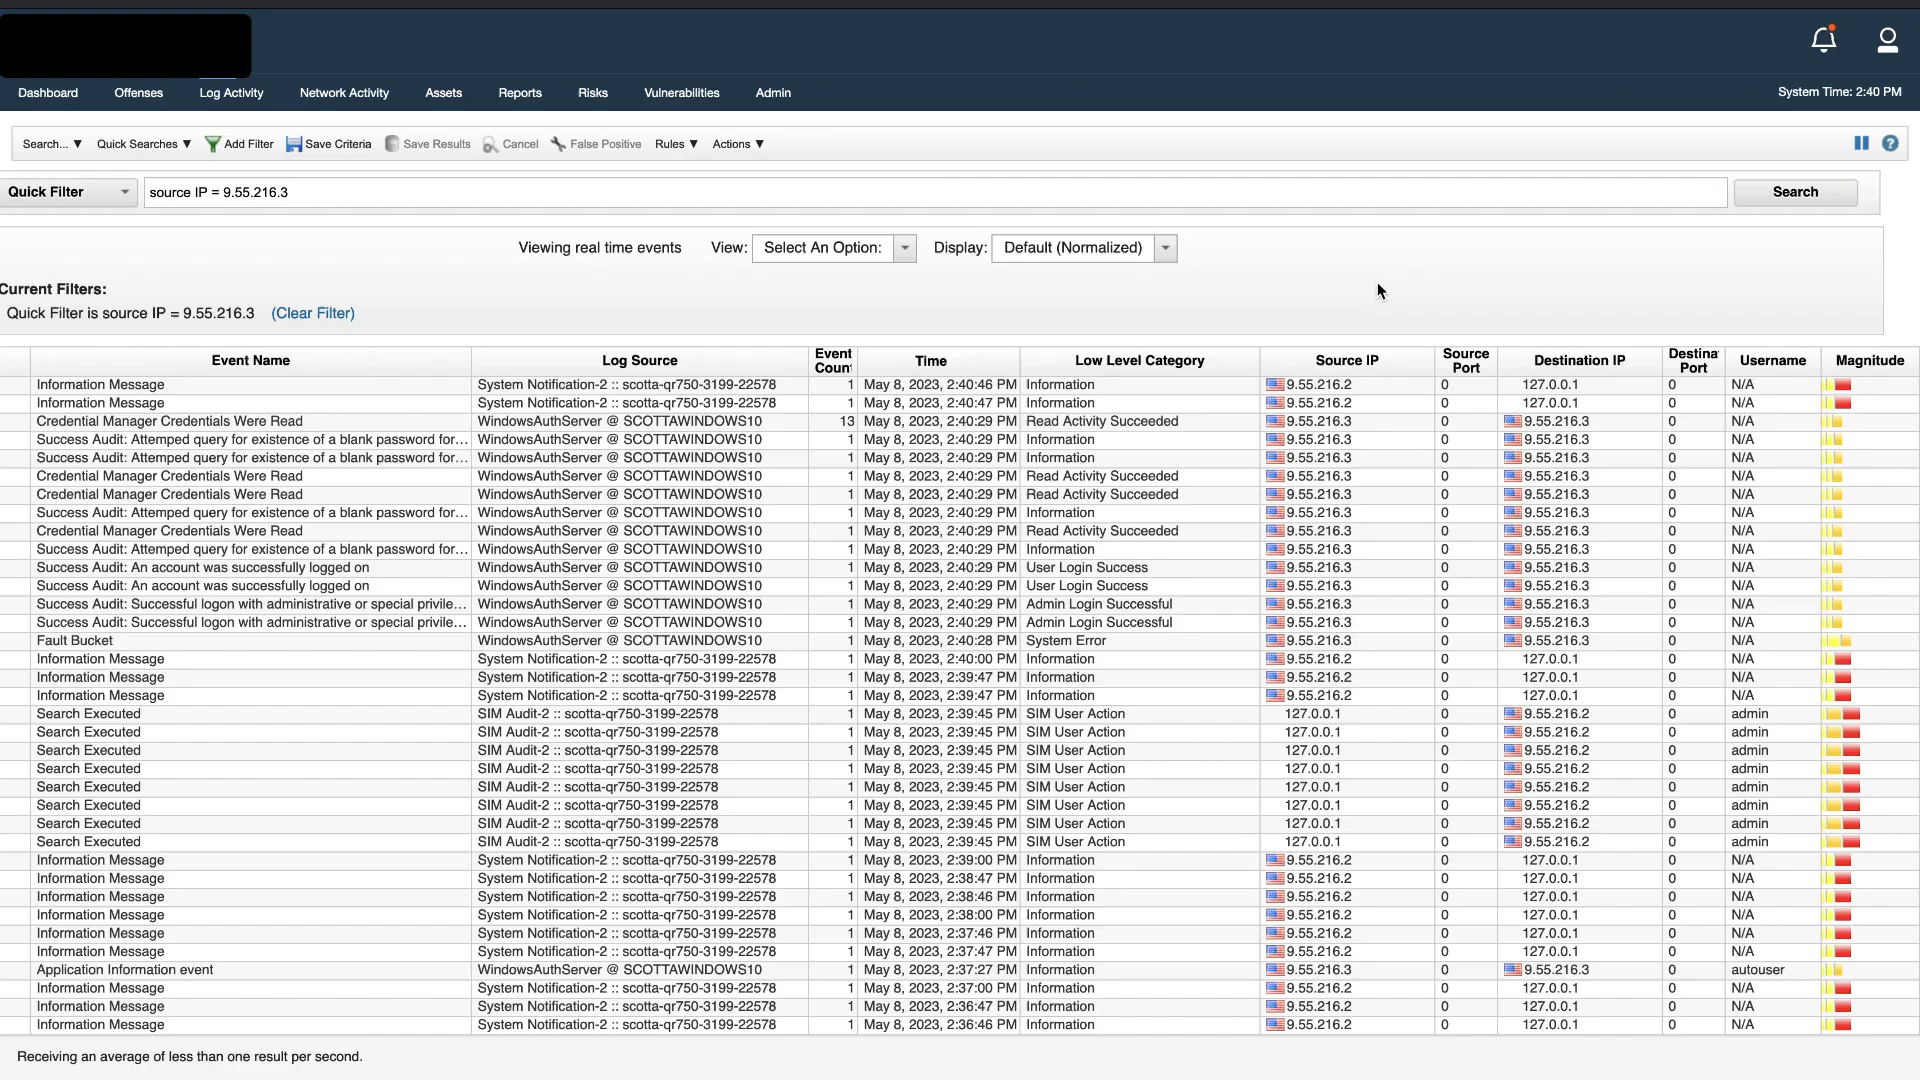 Dashboard Offenses Log Activity Network Activity Assets Reports Risks Vulnerabilities Admin System Time: 2:40 PM
Search... ▼ Quick Searches ▼ Add Filter Save Criteria Save Results Cancel False Positive Rules ▼ Actions ▼
Quick Filter source IP = 9.55.216.3 Search
Viewing real time events View: Select An Option: Display: Default (Normalized)
Current Filters:
Quick Filter is source IP = 9.55.216.3 (Clear Filter)
Event Name Log Source Event Count Time Low Level Category Source IP Source Port Destination IP Destina Port Username Magnitude
Information Message System Notification-2 :: scotta-qr750-3199-22578 1 May 8, 2023, 2:40:46 PM Information 9.55.216.2 0 127.0.0.1 0 N/A
Information Message System Notification-2 :: scotta-qr750-3199-22578 1 May 8, 2023, 2:40:47 PM Information 9.55.216.2 0 127.0.0.1 0 N/A
Credential Manager Credentials Were Read WindowsAuthServer @ SCOTTAWINDOWS10 13 May 8, 2023, 2:40:29 PM Read Activity Succeeded 9.55.216.3 0 9.55.216.3 0 N/A
Success Audit: Attemped query for existence of a blank password for... WindowsAuthServer @ SCOTTAWINDOWS10 1 May 8, 2023, 2:40:29 PM Information 9.55.216.3 0 9.55.216.3 0 N/A
Success Audit: Attemped query for existence of a blank password for... WindowsAuthServer @ SCOTTAWINDOWS10 1 May 8, 2023, 2:40:29 PM Information 9.55.216.3 0 9.55.216.3 0 N/A
Credential Manager Credentials Were Read WindowsAuthServer @ SCOTTAWINDOWS10 1 May 8, 2023, 2:40:29 PM Read Activity Succeeded 9.55.216.3 0 9.55.216.3 0 N/A
Credential Manager Credentials Were Read WindowsAuthServer @ SCOTTAWINDOWS10 1 May 8, 2023, 2:40:29 PM Read Activity Succeeded 9.55.216.3 0 9.55.216.3 0 N/A
Success Audit: Attemped query for existence of a blank password for... WindowsAuthServer @ SCOTTAWINDOWS10 1 May 8, 2023, 2:40:29 PM Information 9.55.216.3 0 9.55.216.3 0 N/A
Credential Manager Credentials Were Read WindowsAuthServer @ SCOTTAWINDOWS10 1 May 8, 2023, 2:40:29 PM Read Activity Succeeded 9.55.216.3 0 9.55.216.3 0 N/A
Success Audit: Attemped query for existence of a blank password for... WindowsAuthServer @ SCOTTAWINDOWS10 1 May 8, 2023, 2:40:29 PM Information 9.55.216.3 0 9.55.216.3 0 N/A
Success Audit: An account was successfully logged on WindowsAuthServer @ SCOTTAWINDOWS10 1 May 8, 2023, 2:40:29 PM User Login Success 9.55.216.3 0 9.55.216.3 0 N/A
Success Audit: An account was successfully logged on WindowsAuthServer @ SCOTTAWINDOWS10 1 May 8, 2023, 2:40:29 PM User Login Success 9.55.216.3 0 9.55.216.3 0 N/A
Success Audit: Successful logon with administrative or special privile... WindowsAuthServer @ SCOTTAWINDOWS10 1 May 8, 2023, 2:40:29 PM Admin Login Successful 9.55.216.3 0 9.55.216.3 0 N/A
Success Audit: Successful logon with administrative or special privile... WindowsAuthServer @ SCOTTAWINDOWS10 1 May 8, 2023, 2:40:29 PM Admin Login Successful 9.55.216.3 0 9.55.216.3 0 N/A
Fault Bucket WindowsAuthServer @ SCOTTAWINDOWS10 1 May 8, 2023, 2:40:28 PM System Error 9.55.216.3 0 9.55.216.3 0 N/A
Information Message System Notification-2 :: scotta-qr750-3199-22578 1 May 8, 2023, 2:40:00 PM Information 9.55.216.2 0 127.0.0.1 0 N/A
Information Message System Notification-2 :: scotta-qr750-3199-22578 1 May 8, 2023, 2:39:47 PM Information 9.55.216.2 0 127.0.0.1 0 N/A
Information Message System Notification-2 :: scotta-qr750-3199-22578 1 May 8, 2023, 2:39:47 PM Information 9.55.216.2 0 127.0.0.1 0 N/A
Search Executed SIM Audit-2 :: scotta-qr750-3199-22578 1 May 8, 2023, 2:39:45 PM SIM User Action 127.0.0.1 0 9.55.216.2 0 admin
Search Executed SIM Audit-2 :: scotta-qr750-3199-22578 1 May 8, 2023, 2:39:45 PM SIM User Action 127.0.0.1 0 9.55.216.2 0 admin
Search Executed SIM Audit-2 :: scotta-qr750-3199-22578 1 May 8, 2023, 2:39:45 PM SIM User Action 127.0.0.1 0 9.55.216.2 0 admin
Search Executed SIM Audit-2 :: scotta-qr750-3199-22578 1 May 8, 2023, 2:39:45 PM SIM User Action 127.0.0.1 0 9.55.216.2 0 admin
Search Executed SIM Audit-2 :: scotta-qr750-3199-22578 1 May 8, 2023, 2:39:45 PM SIM User Action 127.0.0.1 0 9.55.216.2 0 admin
Search Executed SIM Audit-2 :: scotta-qr750-3199-22578 1 May 8, 2023, 2:39:45 PM SIM User Action 127.0.0.1 0 9.55.216.2 0 admin
Search Executed SIM Audit-2 :: scotta-qr750-3199-22578 1 May 8, 2023, 2:39:45 PM SIM User Action 127.0.0.1 0 9.55.216.2 0 admin
Search Executed SIM Audit-2 :: scotta-qr750-3199-22578 1 May 8, 2023, 2:39:45 PM SIM User Action 127.0.0.1 0 9.55.216.2 0 admin
Information Message System Notification-2 :: scotta-qr750-3199-22578 1 May 8, 2023, 2:39:00 PM Information 9.55.216.2 0 127.0.0.1 0 N/A
Information Message System Notification-2 :: scotta-qr750-3199-22578 1 May 8, 2023, 2:38:47 PM Information 9.55.216.2 0 127.0.0.1 0 N/A
Information Message System Notification-2 :: scotta-qr750-3199-22578 1 May 8, 2023, 2:38:46 PM Information 9.55.216.2 0 127.0.0.1 0 N/A
Information Message System Notification-2 :: scotta-qr750-3199-22578 1 May 8, 2023, 2:38:00 PM Information 9.55.216.2 0 127.0.0.1 0 N/A
Information Message System Notification-2 :: scotta-qr750-3199-22578 1 May 8, 2023, 2:37:46 PM Information 9.55.216.2 0 127.0.0.1 0 N/A
Information Message System Notification-2 :: scotta-qr750-3199-22578 1 May 8, 2023, 2:37:47 PM Information 9.55.216.2 0 127.0.0.1 0 N/A
Application Information event WindowsAuthServer @ SCOTTAWINDOWS10 1 May 8, 2023, 2:37:27 PM Information 9.55.216.3 0 9.55.216.3 0 autouser
Information Message System Notification-2 :: scotta-qr750-3199-22578 1 May 8, 2023, 2:37:00 PM Information 9.55.216.2 0 127.0.0.1 0 N/A
Information Message System Notification-2 :: scotta-qr750-3199-22578 1 May 8, 2023, 2:36:47 PM Information 9.55.216.2 0 127.0.0.1 0 N/A
Information Message System Notification-2 :: scotta-qr750-3199-22578 1 May 8, 2023, 2:36:46 PM Information 9.55.216.2 0 127.0.0.1 0 N/A
Receiving an average of less than one result per second.